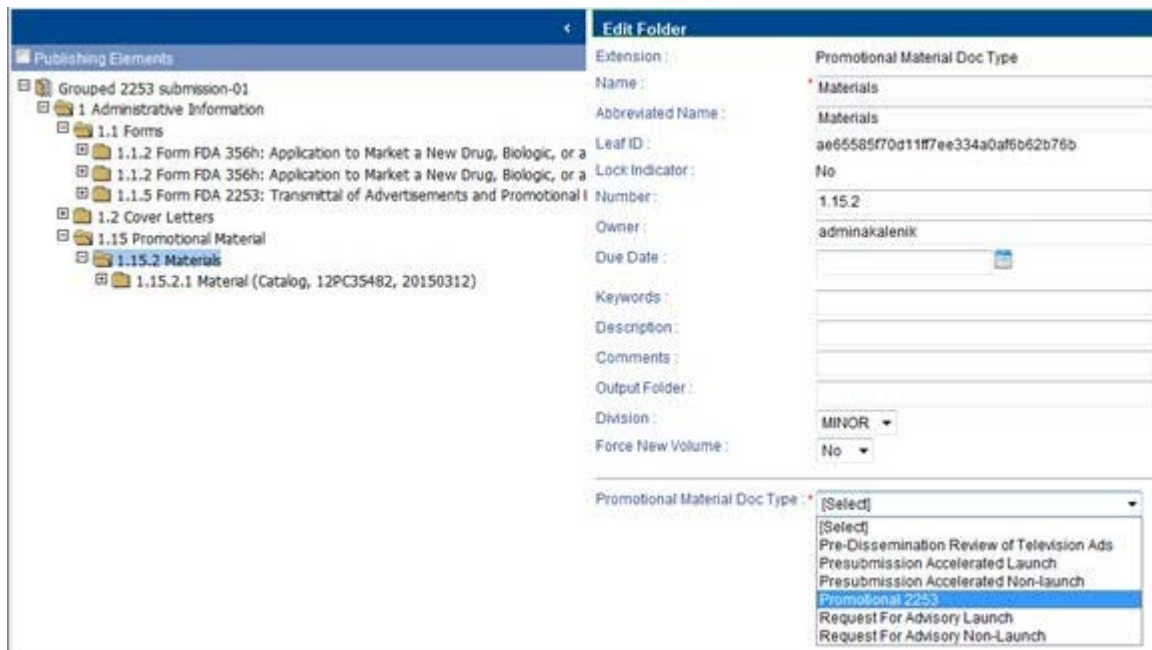 Publishing Elements
Grouped 2253 submission-01
1 Administrative Information
1.1 Forms
1.1.2 Form FDA 356h: Application to Market a New Drug, Biologic, or a
1.1.2 Form FDA 356h: Application to Market a New Drug, Biologic, or a
1.1.5 Form FDA 2253: Transmittal of Advertisements and Promotional
1.2 Cover Letters
1.15 Promotional Material
1.15.2 Materials
1.15.2.1 Material (Catalog, 12PC35482, 20150312)
Edit Folder
Extension : Promotional Material Doc Type
Name : * Materials
Abbreviated Name : Materials
Leaf ID : ae65585f70d11ff7ee334a0af6b62b76b
Lock Indicator : No
Number : 1.15.2
Owner : adminakalenik
Due Date :
Keywords :
Description :
Comments :
Output Folder :
Division : MINOR
Force New Volume : No
Promotional Material Doc Type : * [Select]
[Select]
Pre-Dissemination Review of Television Ads
Presubmission Accelerated Launch
Presubmission Accelerated Non-launch
Promotional 2253
Request For Advisory Launch
Request For Advisory Non-Launch